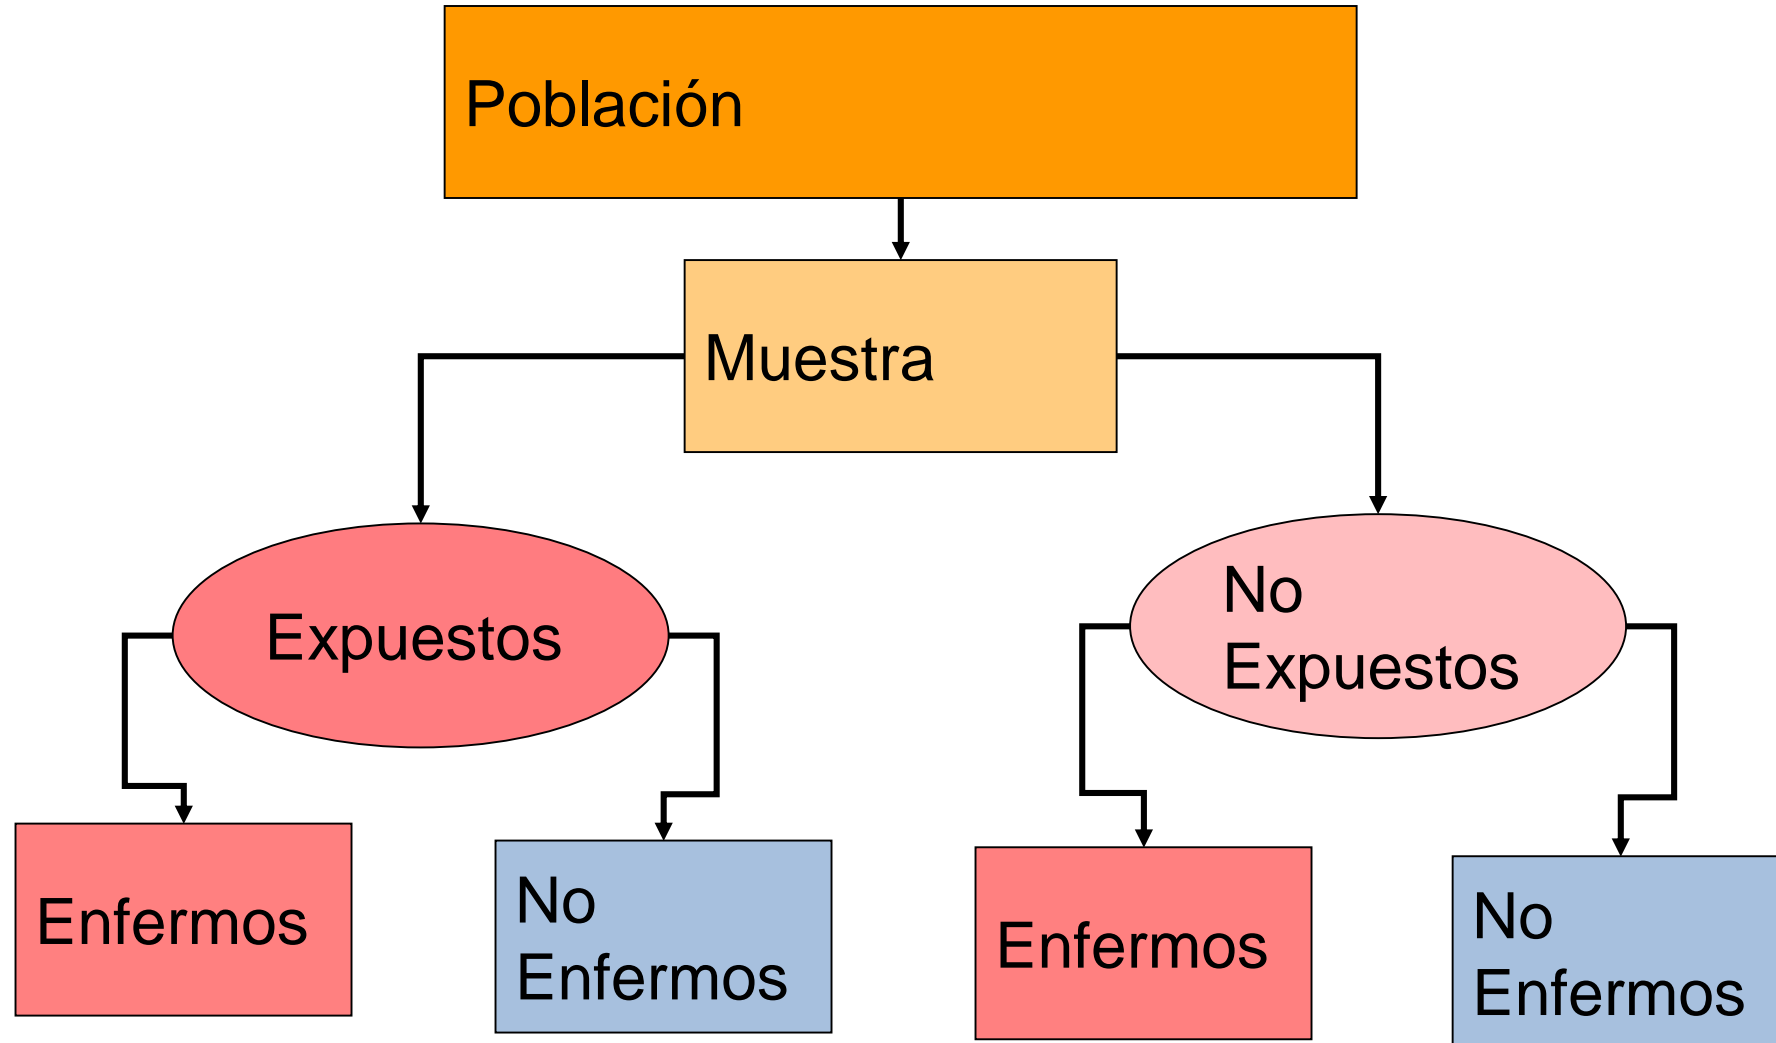 Población
Muestra
Expuestos
No
Expuestos
Enfermos
No
Enfermos
Enfermos
No
Enfermos